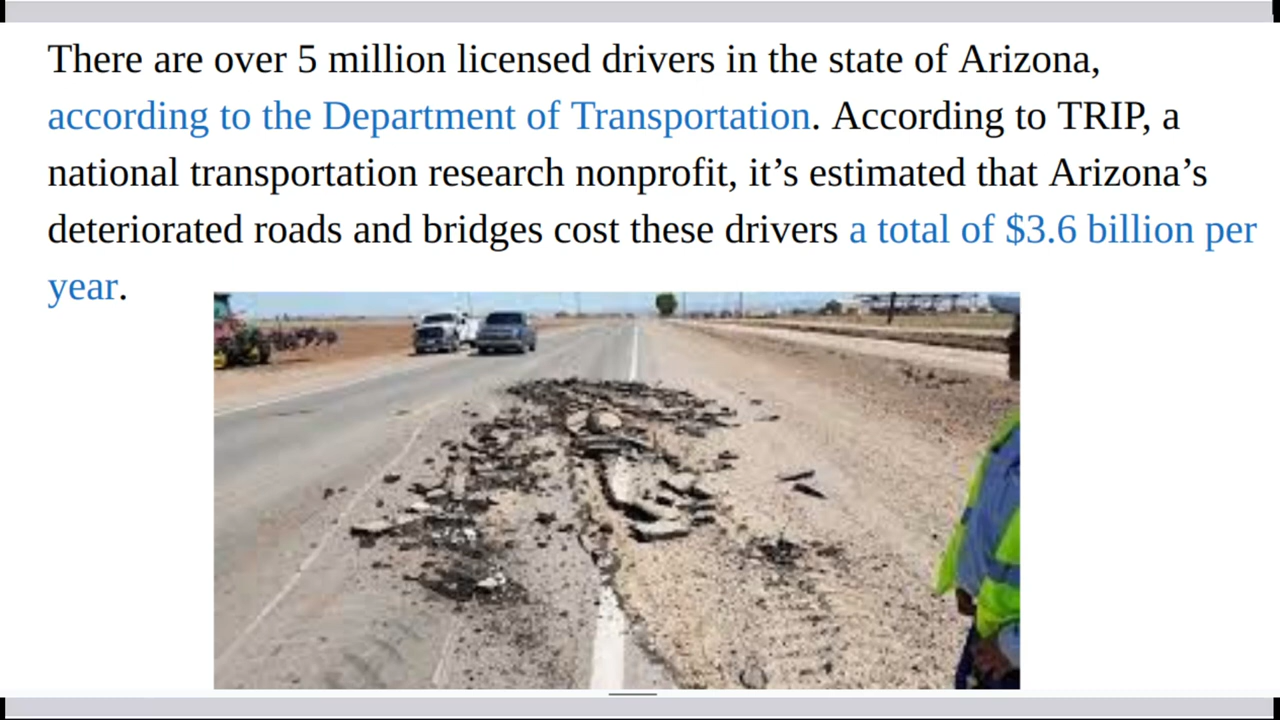 There are over 5 million licensed drivers in the state of Arizona,
according to the Department of Transportation. According to TRIP, a
national transportation research nonprofit, it’s estimated that Arizona’s
deteriorated roads and bridges cost these drivers a total of $3.6 billion per
year.